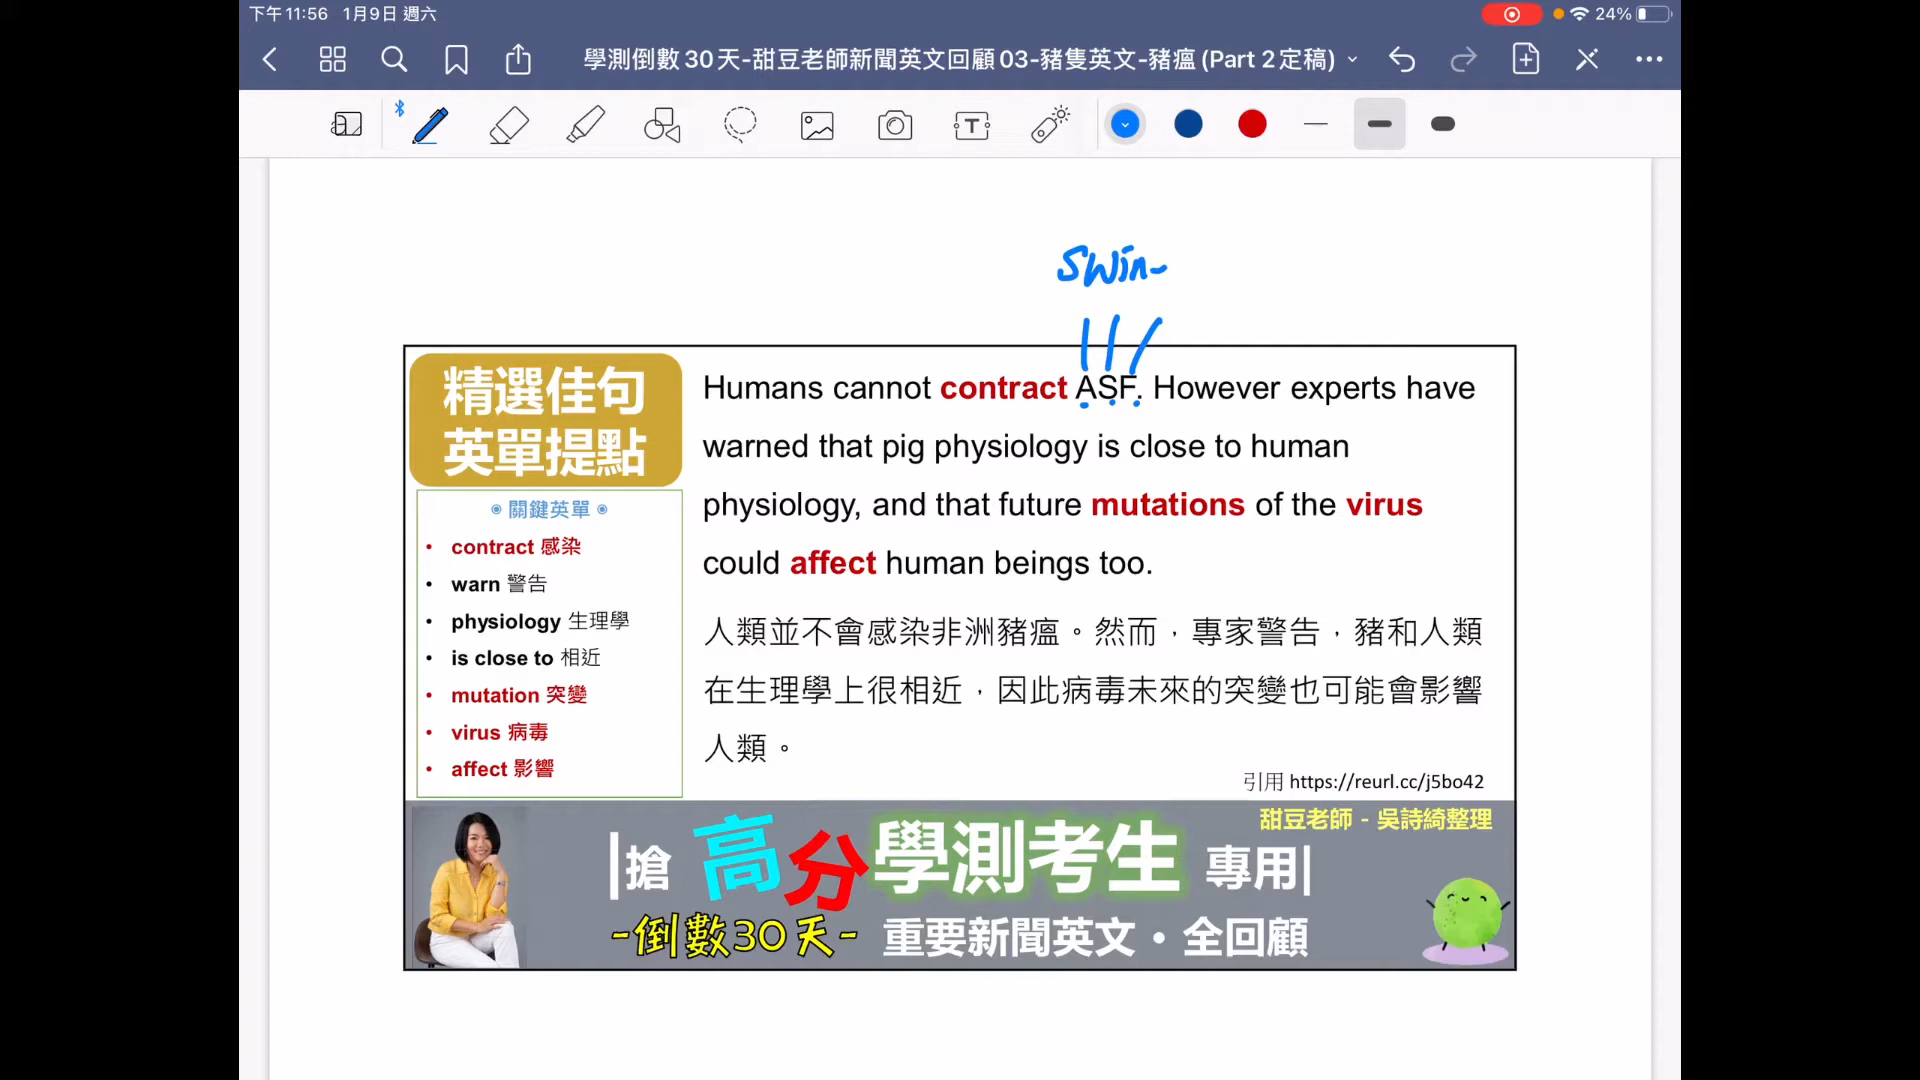 下午11:56 1月9日 週六
24%
學測倒數30天-甜豆老師新聞英文回顧03-豬隻英文-豬瘟 (Part 2定稿)
Swin-
精選佳句
英單提點
關鍵英單
• contract 感染
• warn 警告
• physiology 生理學
• is close to 相近
• mutation 突變
• virus 病毒
• affect 影響
Humans cannot contract ASF. However experts have
warned that pig physiology is close to human
physiology, and that future mutations of the virus
could affect human beings too.
人類並不會感染非洲豬瘟。然而，專家警告，豬和人類
在生理學上很相近，因此病毒未來的突變也可能會影響
人類。
引用 https://reurl.cc/j5bo42
甜豆老師 - 吳詩綺整理
|搶 高分學測考生 專用|
-倒數30天- 重要新聞英文・全回顧